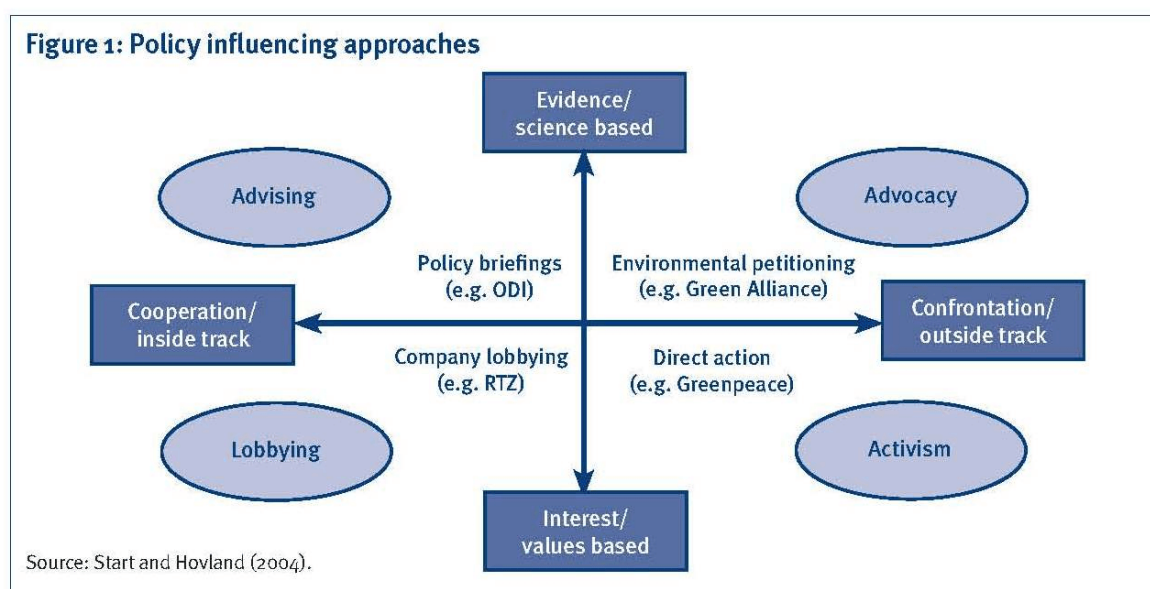 Figure 1: Policy influencing approaches
Evidence/
science based
Advising
Advocacy
Policy briefings
(e.g. ODI)
Environmental petitioning
(e.g. Green Alliance)
Cooperation/
inside track
Confrontation/
outside track
Company lobbying
(e.g. RTZ)
Direct action
(e.g. Greenpeace)
Lobbying
Activism
Interest/
values based
Source: Start and Hovland (2004).